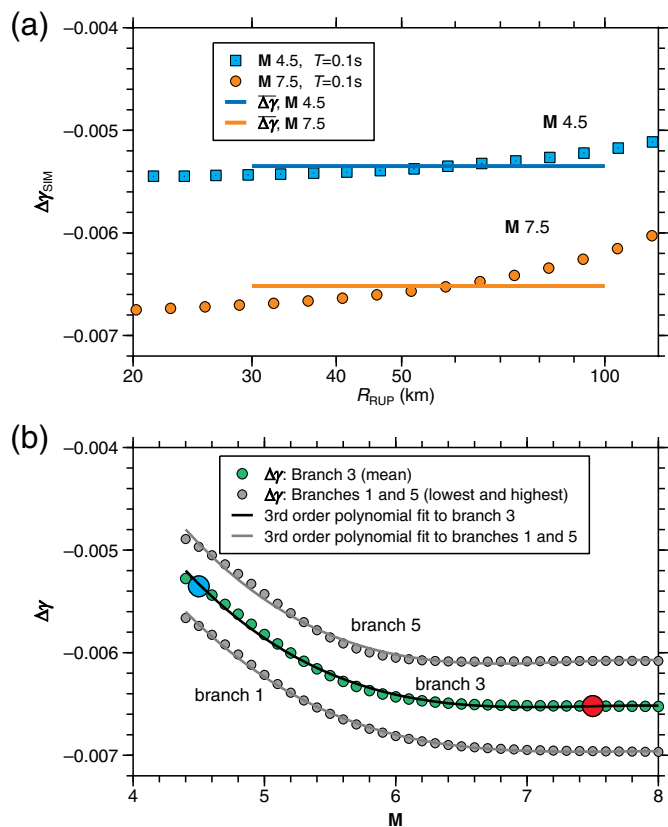 (a)
−0.004
−0.005
−0.006
−0.007
ΔγSIM
M 4.5, T=0.1s
M 7.5, T=0.1s
Δγ, M 4.5
Δγ, M 7.5
M 4.5
M 7.5
20 30 40 50 100
RRUP (km)
(b)
−0.004
−0.005
−0.006
−0.007
Δγ
Δγ: Branch 3 (mean)
Δγ: Branches 1 and 5 (lowest and highest)
3rd order polynomial fit to branch 3
3rd order polynomial fit to branches 1 and 5
branch 5
branch 3
branch 1
4 5 6 7 8
M